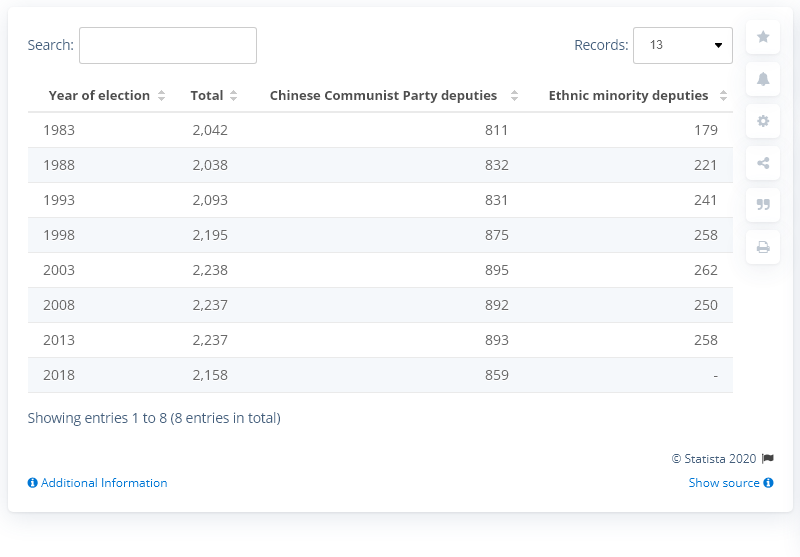 Search:
Records: 13
Year of election Total Chinese Communist Party deputies Ethnic minority deputies
1983 2,042 811 179
1988 2,038 832 221
1993 2,093 831 241
1998 2,195 875 258
2003 2,238 895 262
2008 2,237 892 250
2013 2,237 893 258
2018 2,158 859 -
Showing entries 1 to 8 (8 entries in total)
© Statista 2020
Additional Information Show source